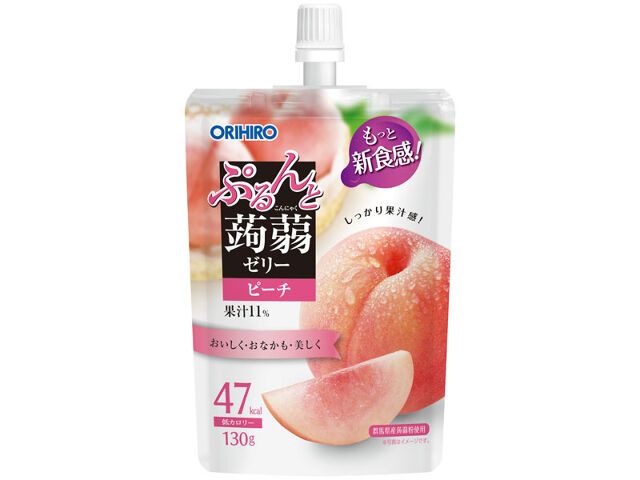 ORIHIRO
もっと
新食感!
ぷるんと
こんにゃく
蒟蒻
ゼリー
ピーチ
果汁11%
しっかり果汁感!
おいしく・おなかも・美しく
47kcal
低カロリー
130g
群馬県産蒟蒻粉使用
※写真はイメージです。